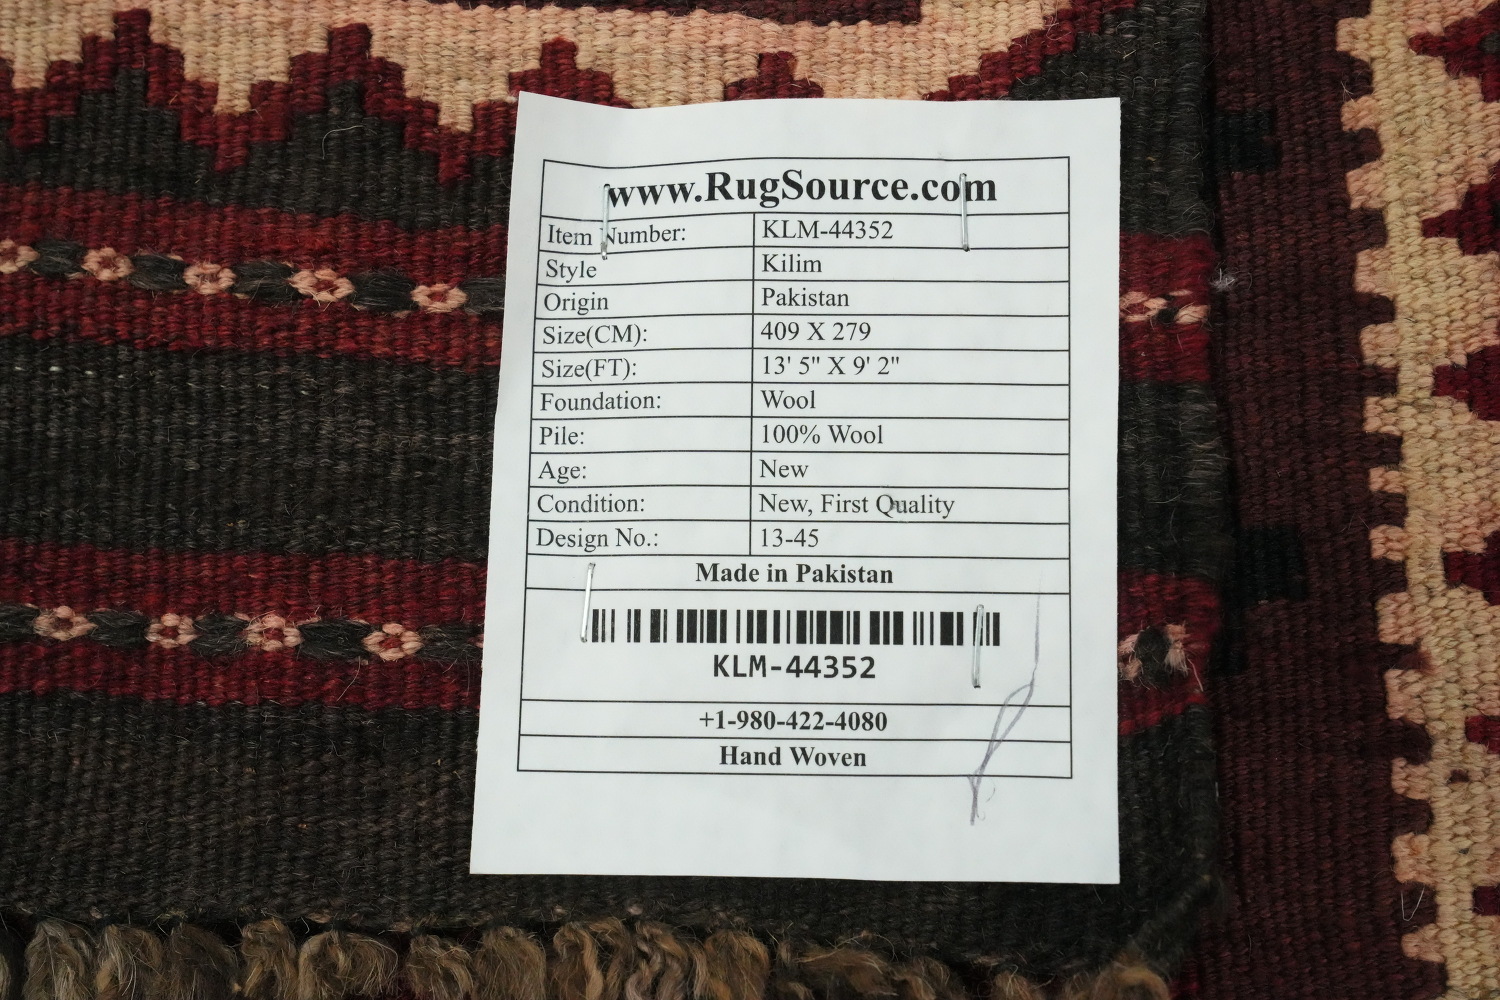 www.RugSource.com
Item Number: KLM-44352
Style Kilim
Origin Pakistan
Size(CM): 409 X 279
Size(FT): 13' 5" X 9' 2"
Foundation: Wool
Pile: 100% Wool
Age: New
Condition: New, First Quality
Design No.: 13-45
Made in Pakistan
KLM-44352
+1-980-422-4080
Hand Woven